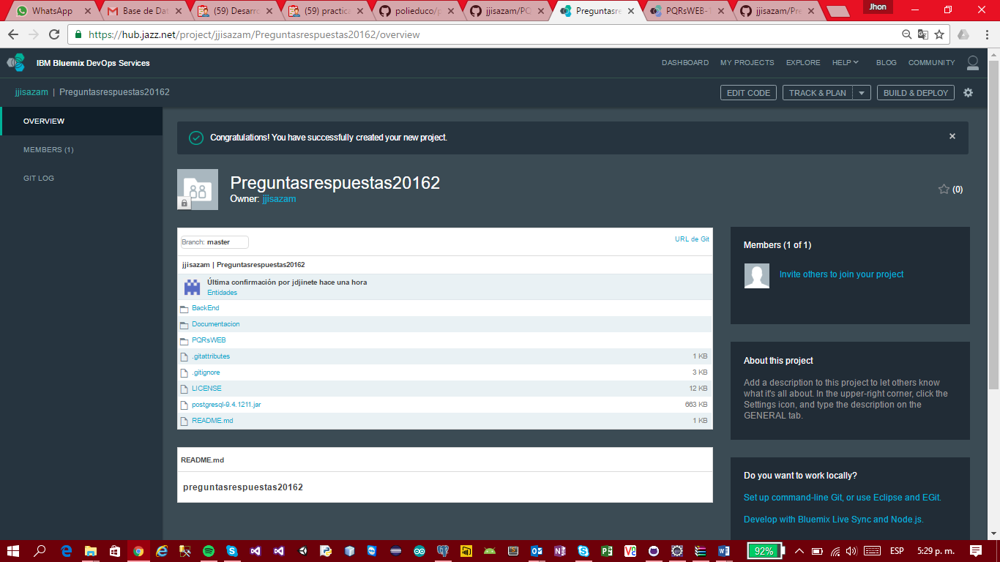 WhatsApp
Base de Dat
(59) Desarro
(59) practica
polieduco/p
jjisazam/PQ
Preguntasre
PQRsWEB-1
jjisazam/Pre
Jhon
https://hub.jazz.net/project/jjisazam/Preguntasrespuestas20162/overview
IBM Bluemix DevOps Services
DASHBOARD
MY PROJECTS
EXPLORE
HELP
BLOG
COMMUNITY
jjisazam | Preguntasrespuestas20162
EDIT CODE
TRACK & PLAN
BUILD & DEPLOY
OVERVIEW
MEMBERS (1)
GIT LOG
Congratulations! You have successfully created your new project.
Preguntasrespuestas20162
Owner: jjisazam
(0)
Branch: master
URL de Git
jjisazam | Preguntasrespuestas20162
Última confirmación por jdjinete hace una hora
Entidades
BackEnd
Documentacion
PQRsWEB
.gitattributes 1 KB
.gitignore 3 KB
LICENSE 12 KB
postgresql-9.4.1211.jar 663 KB
README.md 1 KB
README.md
preguntasrespuestas20162
Members (1 of 1)
Invite others to join your project
About this project
Add a description to this project to let others know
what it's all about. In the upper-right corner, click the
Settings icon, and type the description on the
GENERAL tab.
Do you want to work locally?
Set up command-line Git, or use Eclipse and EGit.
Develop with Bluemix Live Sync and Node.js.
92%
ESP
5:29 p. m.